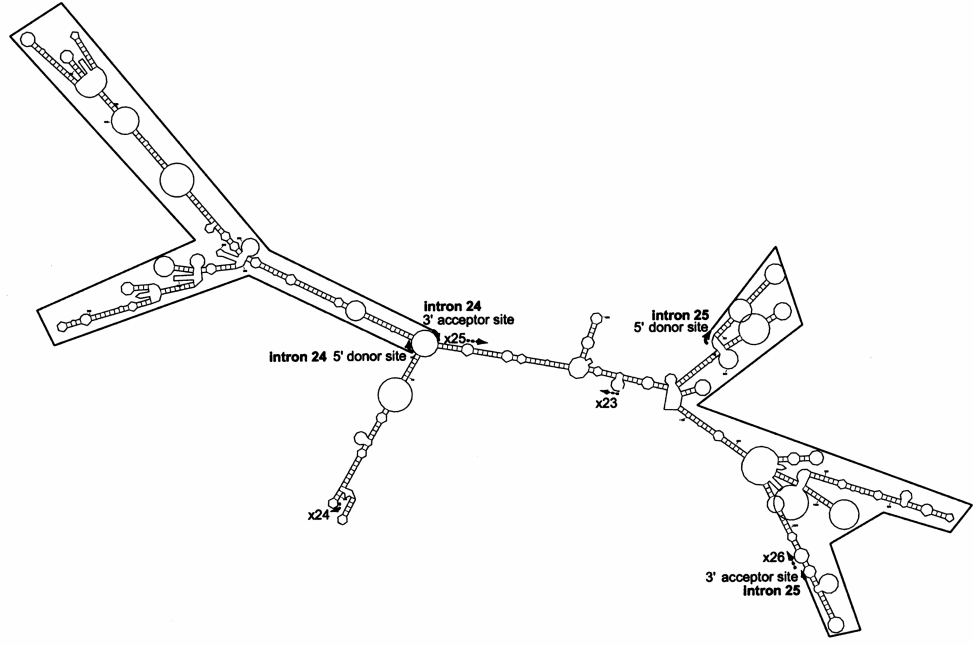 intron 24
3' acceptor site
x25
intron 24 5' donor site
intron 25
5' donor site
x23
x24
x26
3' acceptor site
intron 25